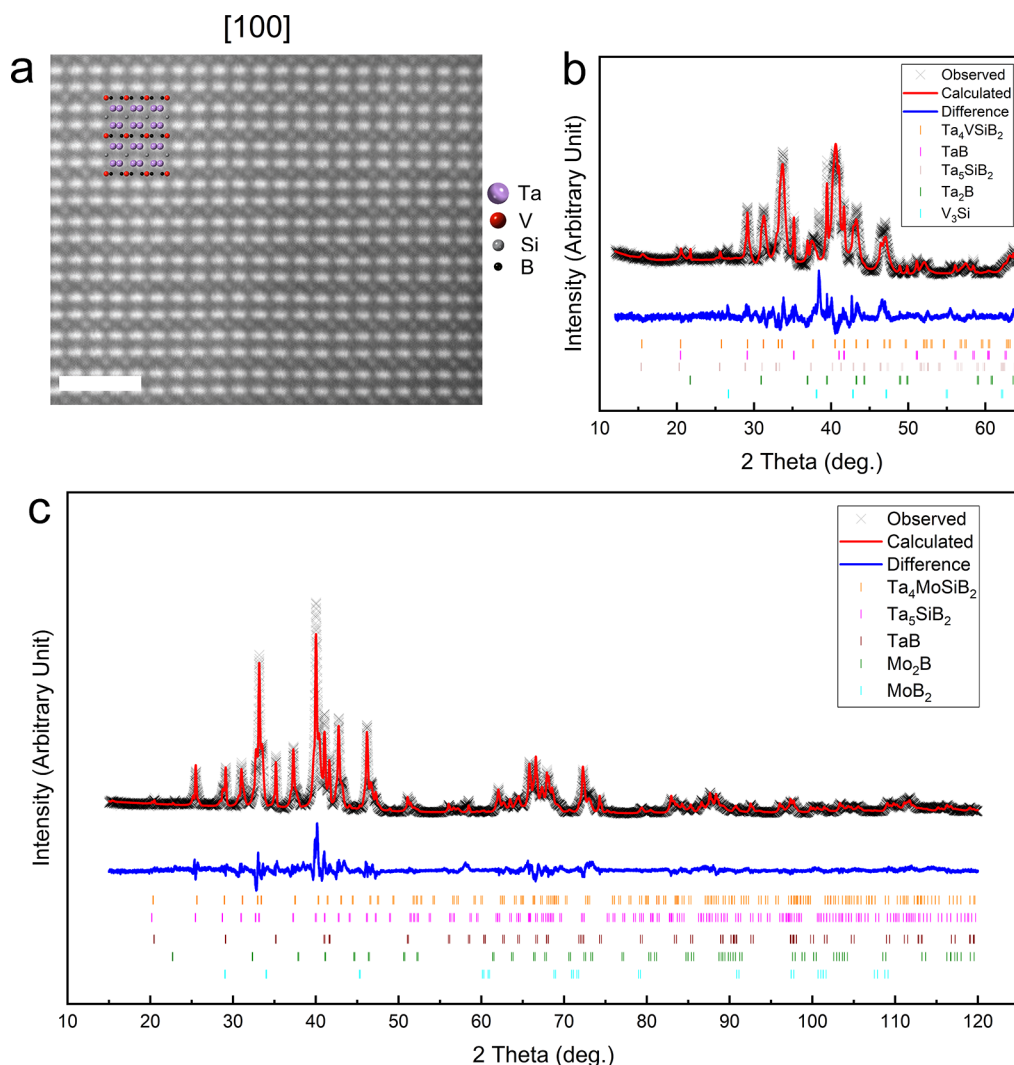 [100]
a
Ta
V
Si
B
b
Observed
Calculated
Difference
Ta₄VSiB₂
TaB
Ta₅SiB₂
Ta₂B
V₃Si
Intensity (Arbitrary Unit)
10 20 30 40 50 60
2 Theta (deg.)
c
Observed
Calculated
Difference
Ta₄MoSiB₂
Ta₅SiB₂
TaB
Mo₂B
MoB₂
Intensity (Arbitrary Unit)
10 20 30 40 50 60 70 80 90 100 110 120
2 Theta (deg.)